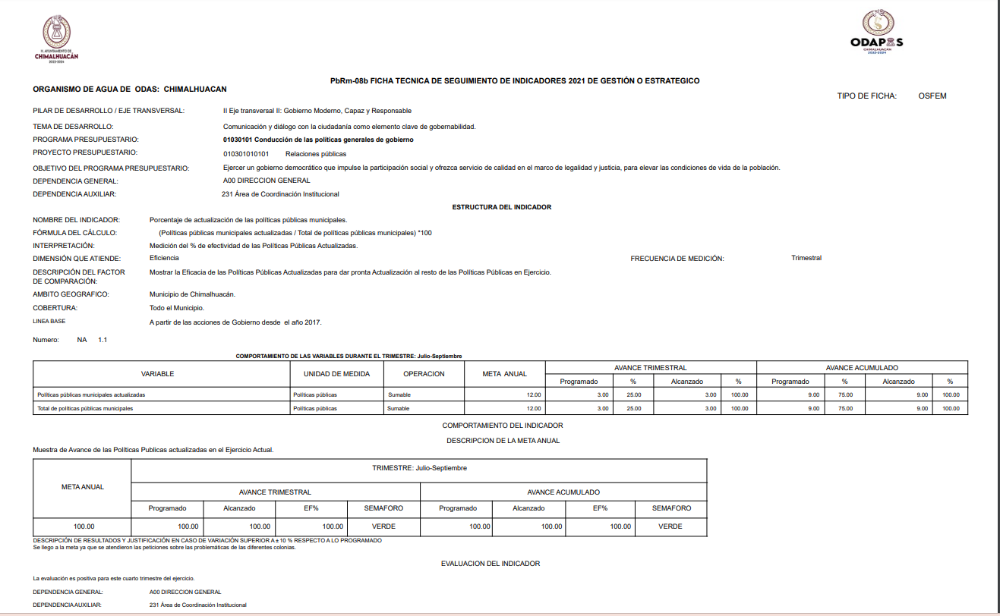 H. AYUNTAMIENTO DE
CHIMALHUACÁN
2022-2024
ODAPAS
CHIMALHUACÁN
2022-2024
PbRm-08b FICHA TECNICA DE SEGUIMIENTO DE INDICADORES 2021 DE GESTIÓN O ESTRATEGICO
ORGANISMO DE AGUA DE ODAS: CHIMALHUACAN
TIPO DE FICHA: OSFEM
PILAR DE DESARROLLO / EJE TRANSVERSAL: II Eje transversal II: Gobierno Moderno, Capaz y Responsable
TEMA DE DESARROLLO: Comunicación y diálogo con la ciudadanía como elemento clave de gobernabilidad.
PROGRAMA PRESUPUESTARIO: 01030101 Conducción de las políticas generales de gobierno
PROYECTO PRESUPUESTARIO: 010301010101 Relaciones públicas
OBJETIVO DEL PROGRAMA PRESUPUESTARIO: Ejercer un gobierno democrático que impulse la participación social y ofrezca servicio de calidad en el marco de legalidad y justicia, para elevar las condiciones de vida de la población.
DEPENDENCIA GENERAL: A00 DIRECCION GENERAL
DEPENDENCIA AUXILIAR: 231 Área de Coordinación Institucional
ESTRUCTURA DEL INDICADOR
NOMBRE DEL INDICADOR: Porcentaje de actualización de las políticas públicas municipales.
FÓRMULA DEL CÁLCULO: (Políticas públicas municipales actualizadas / Total de políticas públicas municipales) *100
INTERPRETACIÓN: Medición del % de efectividad de las Políticas Públicas Actualizadas.
DIMENSIÓN QUE ATIENDE: Eficiencia FRECUENCIA DE MEDICIÓN: Trimestral
DESCRIPCIÓN DEL FACTOR Mostrar la Eficacia de las Políticas Públicas Actualizadas para dar pronta Actualización al resto de las Políticas Públicas en Ejercicio.
DE COMPARACIÓN:
AMBITO GEOGRAFICO: Municipio de Chimalhuacán.
COBERTURA: Todo el Municipio.
LINEA BASE A partir de las acciones de Gobierno desde el año 2017.
Numero: NA 1.1
COMPORTAMIENTO DE LAS VARIABLES DURANTE EL TRIMESTRE: Julio-Septiembre
VARIABLE UNIDAD DE MEDIDA OPERACION META ANUAL AVANCE TRIMESTRAL AVANCE ACUMULADO
Programado % Alcanzado % Programado % Alcanzado %
Políticas públicas municipales actualizadas Políticas públicas Sumable 12.00 3.00 25.00 3.00 100.00 9.00 75.00 9.00 100.00
Total de políticas públicas municipales Políticas públicas Sumable 12.00 3.00 25.00 3.00 100.00 9.00 75.00 9.00 100.00
COMPORTAMIENTO DEL INDICADOR
DESCRIPCION DE LA META ANUAL
Muestra de Avance de las Políticas Publicas actualizadas en el Ejercicio Actual.
META ANUAL TRIMESTRE: Julio-Septiembre
AVANCE TRIMESTRAL AVANCE ACUMULADO
Programado Alcanzado EF% SEMAFORO Programado Alcanzado EF% SEMAFORO
100.00 100.00 100.00 100.00 VERDE 100.00 100.00 100.00 VERDE
DESCRIPCIÓN DE RESULTADOS Y JUSTIFICACIÓN EN CASO DE VARIACIÓN SUPERIOR A ± 10 % RESPECTO A LO PROGRAMADO
Se llego a la meta ya que se atendieron las peticiones sobre las problemáticas de las diferentes colonias.
EVALUACION DEL INDICADOR
La evaluación es positiva para este cuarto trimestre del ejercicio.
DEPENDENCIA GENERAL: A00 DIRECCION GENERAL
DEPENDENCIA AUXILIAR: 231 Área de Coordinación Institucional